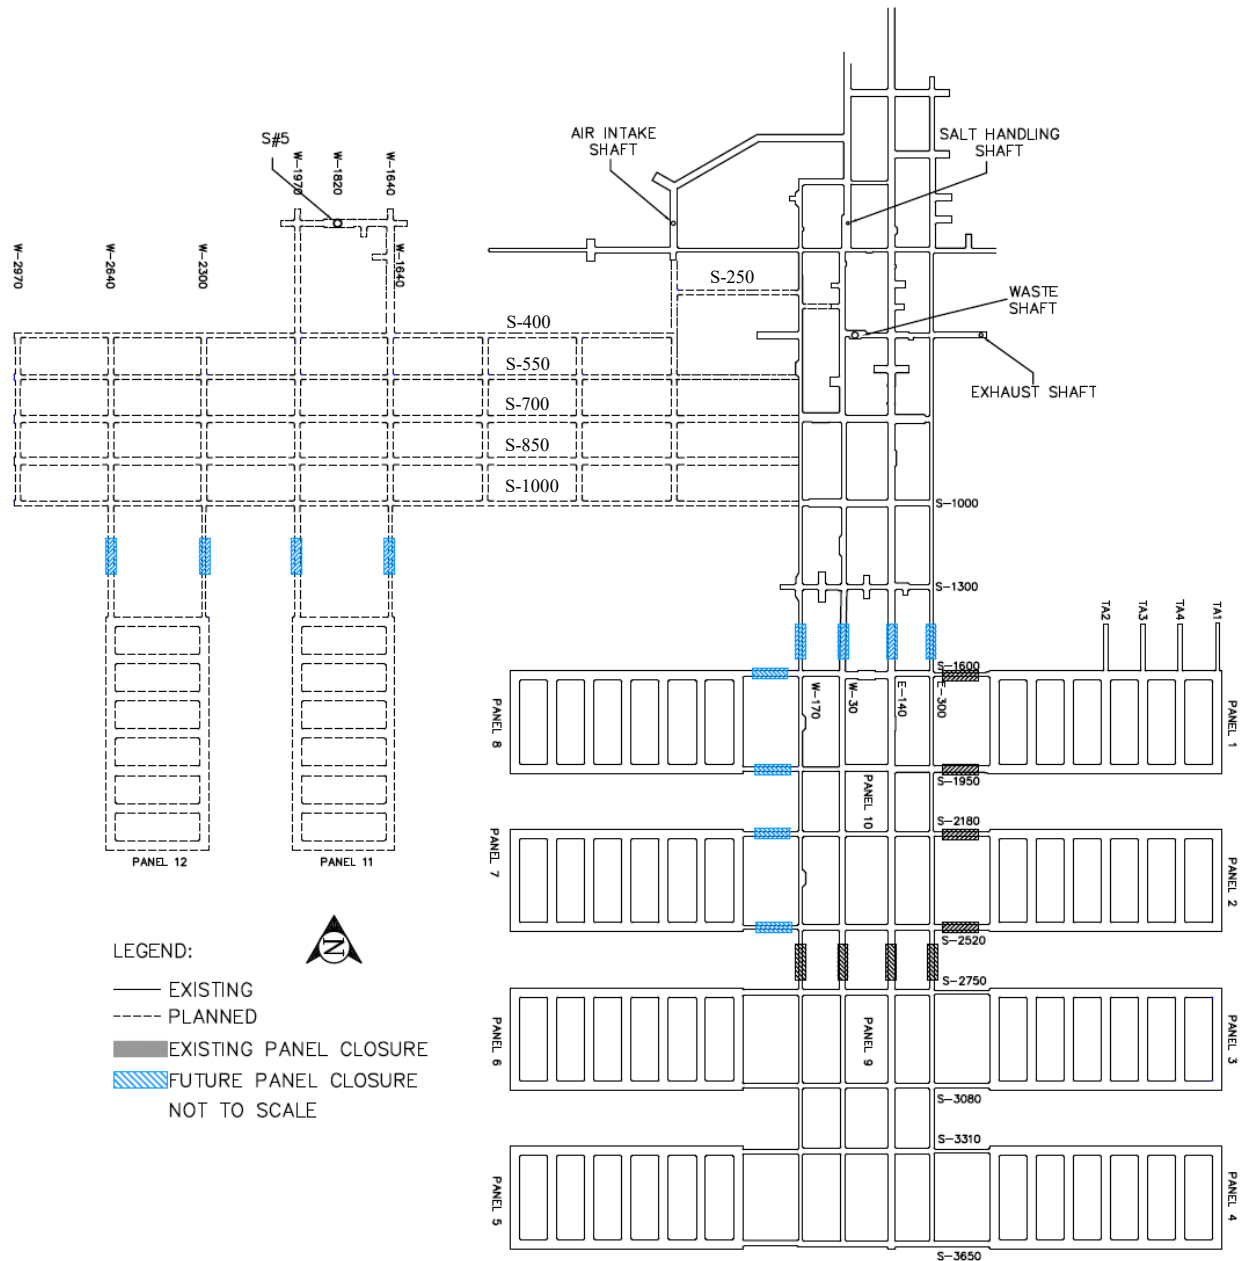 AIR INTAKE
SHAFT
SALT HANDLING
SHAFT
S#5
W-1970
W-1820
W-1640
W-2970
W-2640
W-2300
W-1640
S-250
WASTE
SHAFT
S-400
S-550
EXHAUST SHAFT
S-700
S-850
S-1000
S-1000
S-1300
TA2
TA3
TA4
TA1
S-1600
W-170
W-30
E-140
E-300
PANEL 8
PANEL 1
S-1950
PANEL 10
S-2180
PANEL 12
PANEL 11
PANEL 7
PANEL 2
S-2520
S-2750
LEGEND:
N
EXISTING
PLANNED
EXISTING PANEL CLOSURE
FUTURE PANEL CLOSURE
NOT TO SCALE
PANEL 6
PANEL 9
PANEL 3
S-3080
S-3310
PANEL 5
PANEL 4
S-3650